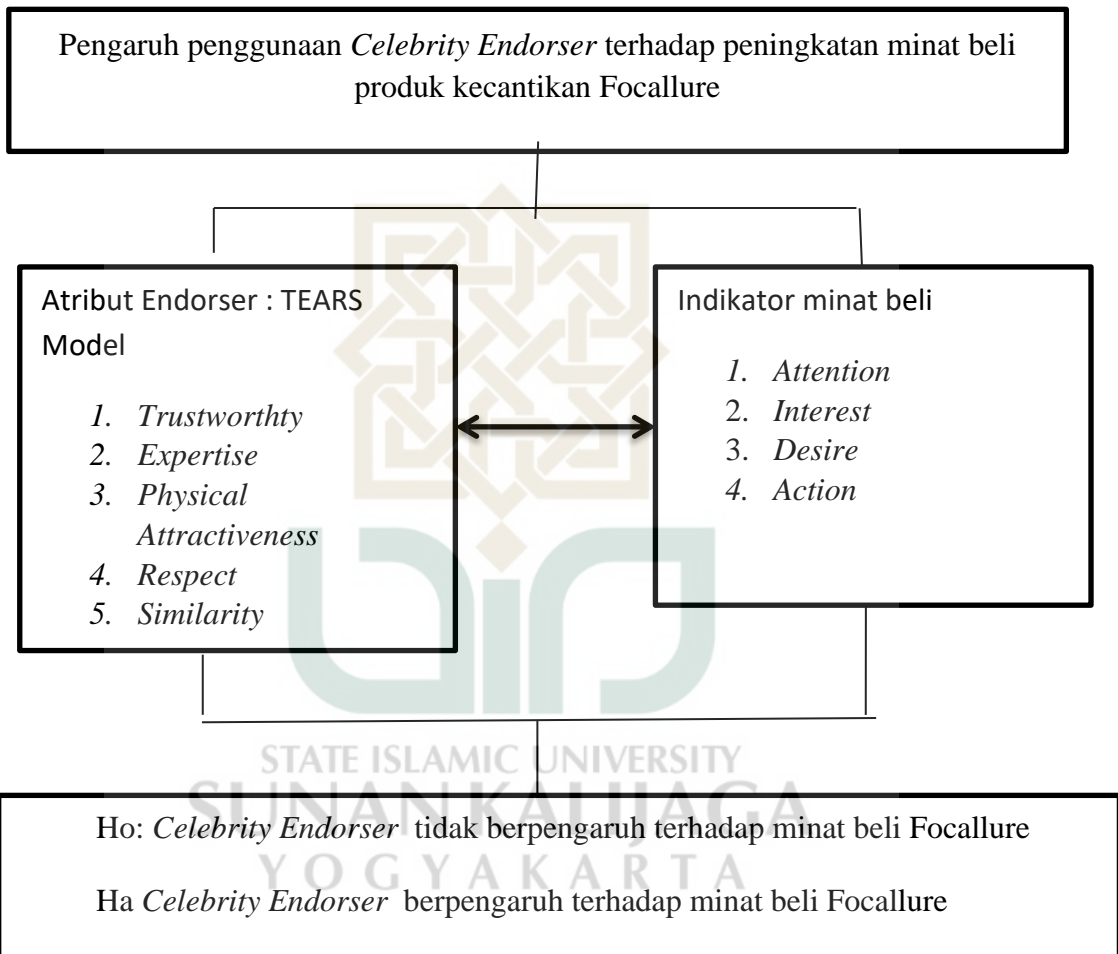 Pengaruh penggunaan Celebrity Endorser terhadap peningkatan minat beli
produk kecantikan Focallure
Atribut Endorser : TEARS
Model
1. Trustworthty
2. Expertise
3. Physical
Attractiveness
4. Respect
5. Similarity
Indikator minat beli
1. Attention
2. Interest
3. Desire
4. Action
STATE ISLAMIC UNIVERSITY
SUNAN KALIJAGA
YOGYAKARTA
Ho: Celebrity Endorser tidak berpengaruh terhadap minat beli Focallure
Ha Celebrity Endorser berpengaruh terhadap minat beli Focallure